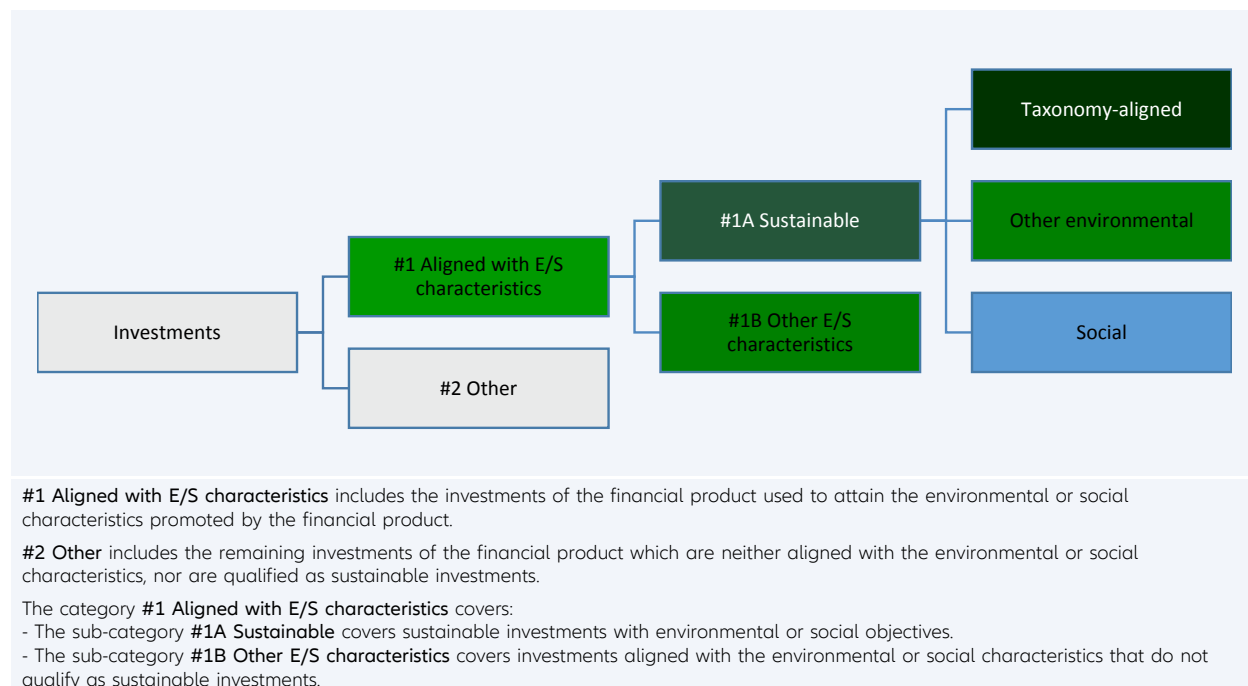 Taxonomy-aligned
#1A Sustainable
Other environmental
#1 Aligned with E/S
characteristics
Investments
#1B Other E/S
characteristics
Social
#2 Other
#1 Aligned with E/S characteristics includes the investments of the financial product used to attain the environmental or social
characteristics promoted by the financial product.
#2 Other includes the remaining investments of the financial product which are neither aligned with the environmental or social
characteristics, nor are qualified as sustainable investments.
The category #1 Aligned with E/S characteristics covers:
- The sub-category #1A Sustainable covers sustainable investments with environmental or social objectives.
- The sub-category #1B Other E/S characteristics covers investments aligned with the environmental or social characteristics that do not
qualify as sustainable investments.